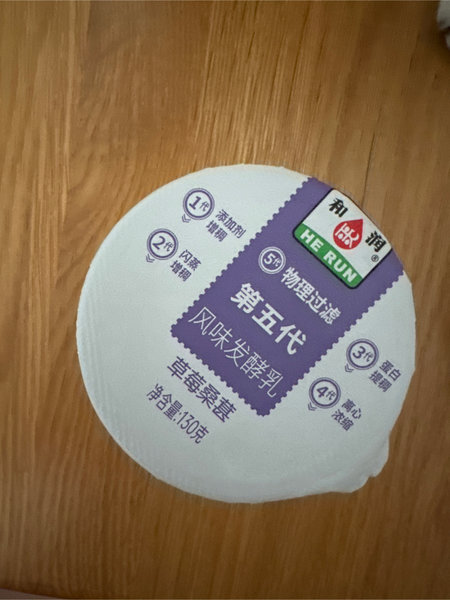 和润®
HE RUN
1代 添加剂
增稠
2代 闪蒸
增稠
5代 物理过滤
第五代
风味发酵乳
3代 蛋白
提稠
4代 离心
浓缩
草莓桑葚
净含量:130克